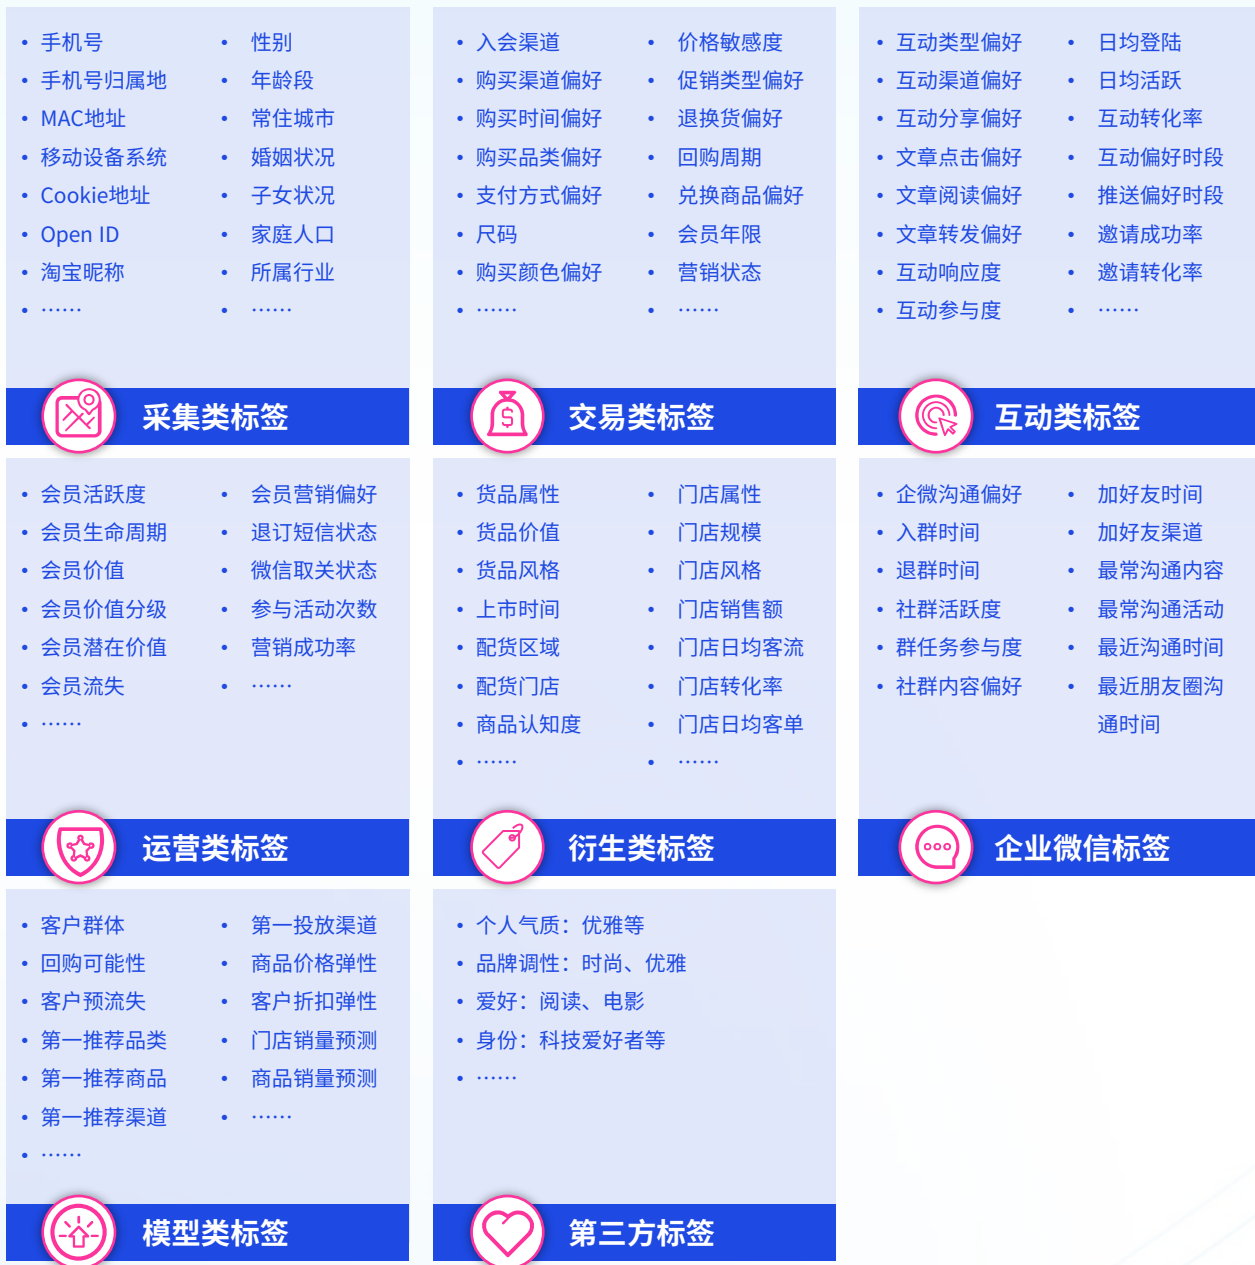 手机号
手机号归属地
MAC地址
移动设备系统
Cookie地址
Open ID
淘宝昵称
……
性别
年龄段
常住城市
婚姻状况
子女状况
家庭人口
所属行业
……
采集类标签
入会渠道
购买渠道偏好
购买时间偏好
购买品类偏好
支付方式偏好
尺码
购买颜色偏好
……
价格敏感度
促销类型偏好
退换货偏好
回购周期
兑换商品偏好
会员年限
营销状态
……
交易类标签
互动类型偏好
互动渠道偏好
互动分享偏好
文章点击偏好
文章阅读偏好
文章转发偏好
互动响应度
互动参与度
日均登陆
日均活跃
互动转化率
互动偏好时段
推送偏好时段
邀请成功率
邀请转化率
……
互动类标签
会员活跃度
会员生命周期
会员价值
会员价值分级
会员潜在价值
会员流失
……
会员营销偏好
退订短信状态
微信取关状态
参与活动次数
营销成功率
……
运营类标签
货品属性
货品价值
货品风格
上市时间
配货区域
配货门店
商品认知度
……
门店属性
门店规模
门店风格
门店销售额
门店日均客流
门店转化率
门店日均客单
……
衍生类标签
企微沟通偏好
入群时间
退群时间
社群活跃度
群任务参与度
社群内容偏好
加好友时间
加好友渠道
最常沟通内容
最常沟通活动
最近沟通时间
最近朋友圈沟
通时间
企业微信标签
客户群体
回购可能性
客户预流失
第一推荐品类
第一推荐商品
第一推荐渠道
……
第一投放渠道
商品价格弹性
客户折扣弹性
门店销量预测
商品销量预测
……
模型类标签
个人气质：优雅等
品牌调性：时尚、优雅
爱好：阅读、电影
身份：科技爱好者等
……
第三方标签